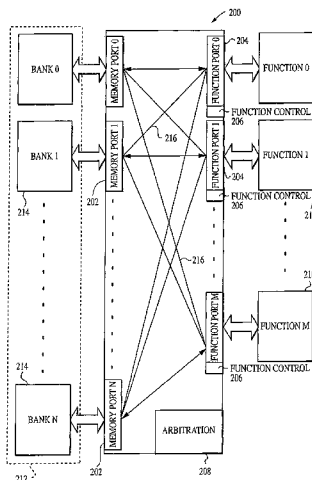 200
204
BANK 0
MEMORY PORT 0
FUNCTION PORT 0
FUNCTION 0
FUNCTION CONTROL
206
216
BANK 1
MEMORY PORT 1
FUNCTION PORT 1
FUNCTION 1
204
FUNCTION CONTROL
206
214
202
216
FUNCTION PORT M
FUNCTION M
FUNCTION CONTROL
206
214
BANK N
MEMORY PORT N
ARBITRATION
202
208
212